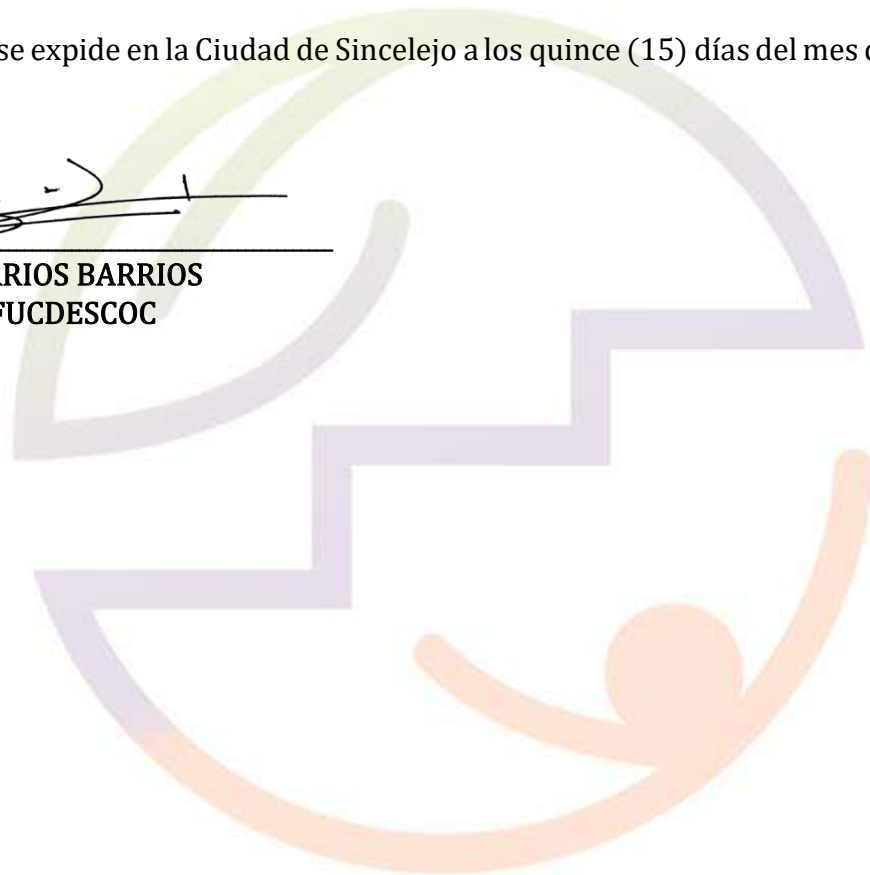 se expide en la Ciudad de Sincelejo a los quince (15) días del mes
RIOS BARRIOS
FUCDESCOC